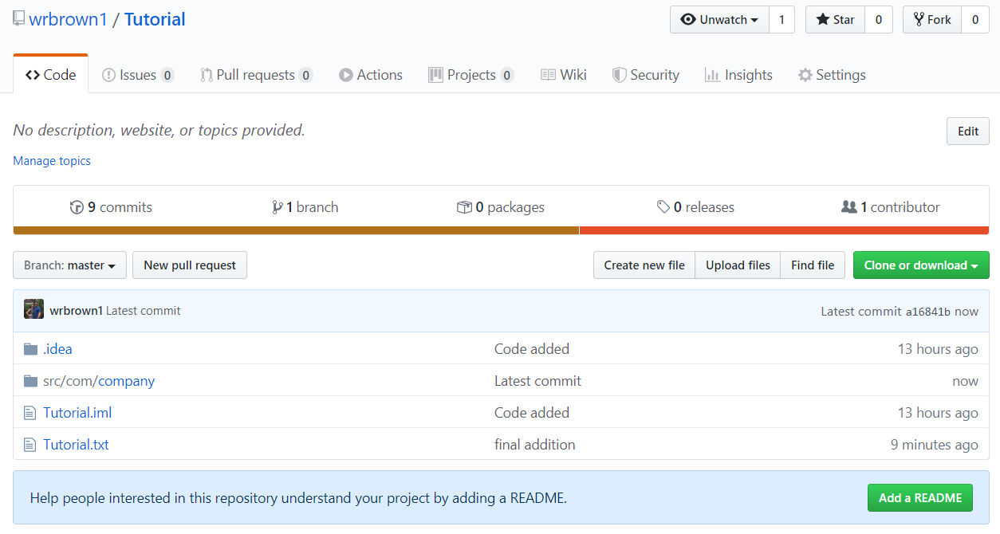 wrbrown1 / Tutorial Unwatch 1 Star 0 Fork 0
Code Issues 0 Pull requests 0 Actions Projects 0 Wiki Security Insights Settings
No description, website, or topics provided. Edit
Manage topics
9 commits 1 branch 0 packages 0 releases 1 contributor
Branch: master New pull request Create new file Upload files Find file Clone or download
wrbrown1 Latest commit Latest commit a16841b now
.idea Code added 13 hours ago
src/com/company Latest commit now
Tutorial.iml Code added 13 hours ago
Tutorial.txt final addition 9 minutes ago
Help people interested in this repository understand your project by adding a README. Add a README